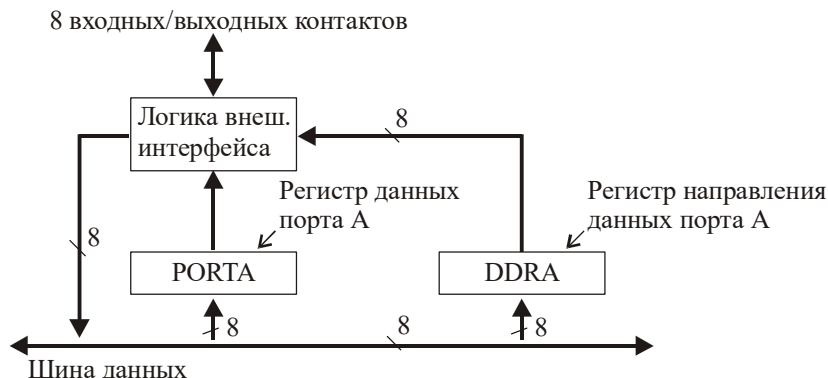 8 входных/выходных контактов
Логика внеш.
интерфейса
8
Регистр данных
порта А
Регистр направления
данных порта А
8
PORTA
DDRA
8
8
8
Шина данных